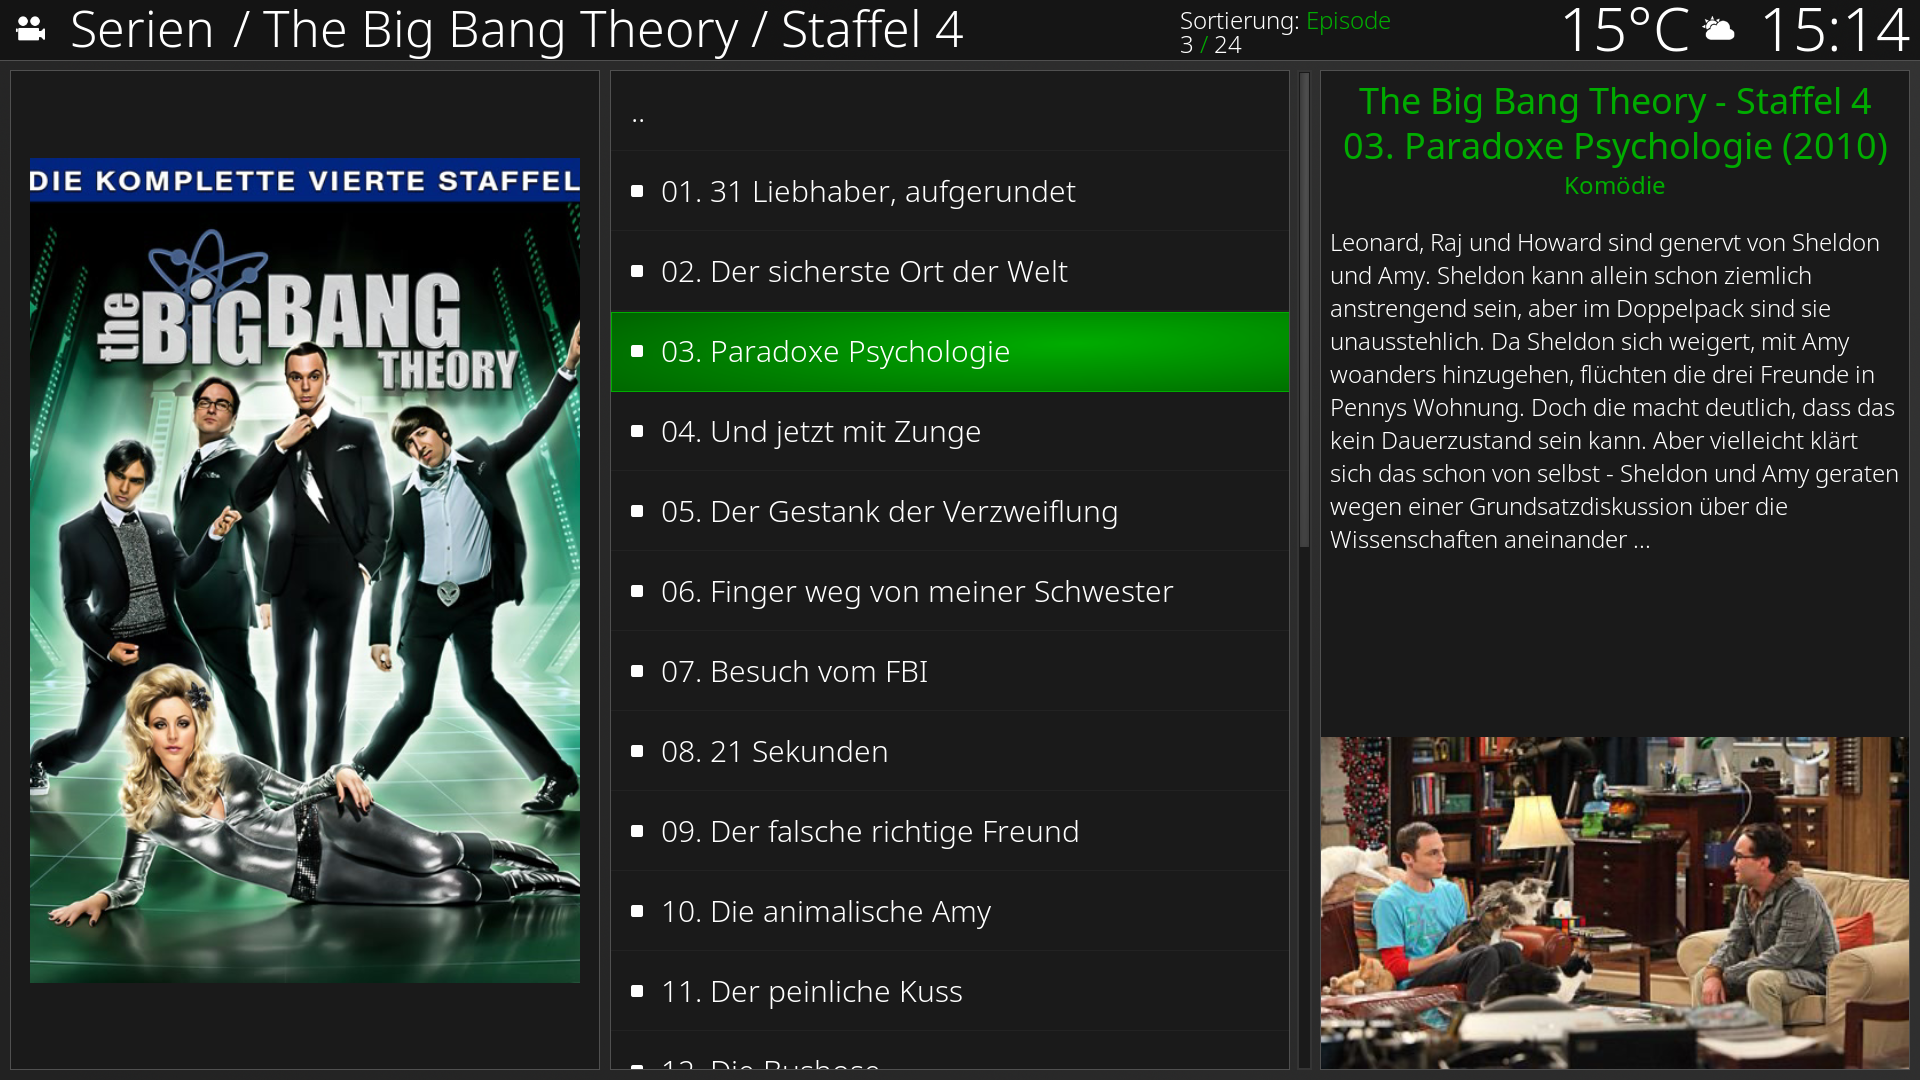 Serien / The Big Bang Theory / Staffel 4
Sortierung: Episode
3 / 24
15°C 15:14
DIE KOMPLETTE VIERTE STAFFEL
the BiG BANG
THEORY
..
01. 31 Liebhaber, aufgerundet
02. Der sicherste Ort der Welt
03. Paradoxe Psychologie
04. Und jetzt mit Zunge
05. Der Gestank der Verzweiflung
06. Finger weg von meiner Schwester
07. Besuch vom FBI
08. 21 Sekunden
09. Der falsche richtige Freund
10. Die animalische Amy
11. Der peinliche Kuss
12. Die
The Big Bang Theory - Staffel 4
03. Paradoxe Psychologie (2010)
Komödie
Leonard, Raj und Howard sind genervt von Sheldon
und Amy. Sheldon kann allein schon ziemlich
anstrengend sein, aber im Doppelpack sind sie
unausstehlich. Da Sheldon sich weigert, mit Amy
woanders hinzugehen, flüchten die drei Freunde in
Pennys Wohnung. Doch die macht deutlich, dass das
kein Dauerzustand sein kann. Aber vielleicht klärt
sich das schon von selbst - Sheldon und Amy geraten
wegen einer Grundsatzdiskussion über die
Wissenschaften aneinander ...